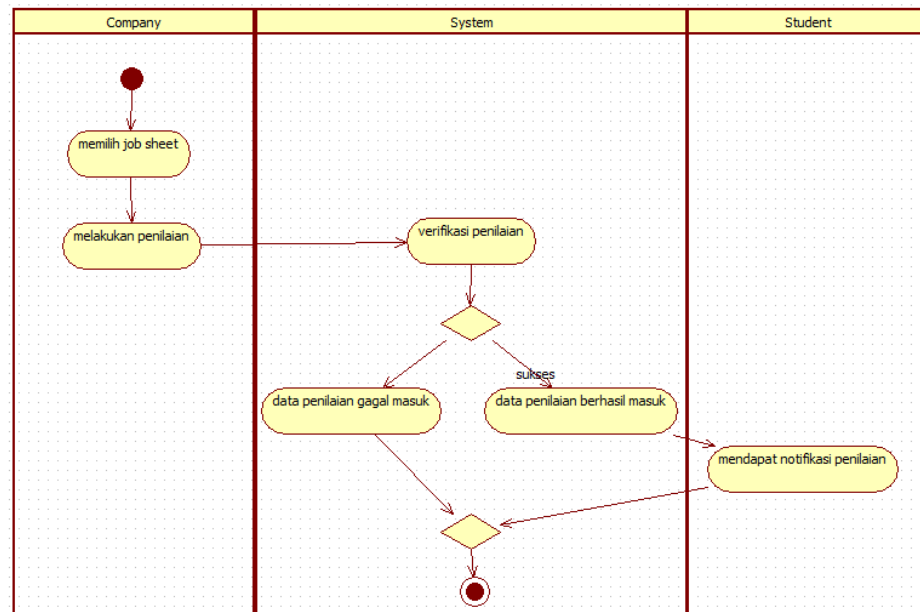 Company
System
Student
memilih job sheet
melakukan penilaian
verifikasi penilaian
sukses
data penilaian gagal masuk
data penilaian berhasil masuk
mendapat notifikasi penilaian